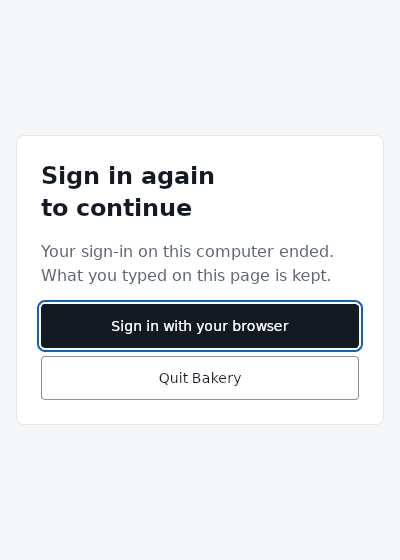 Sign in again
to continue
Your sign-in on this computer ended.
What you typed on this page is kept.
Sign in with your browser
Quit Bakery